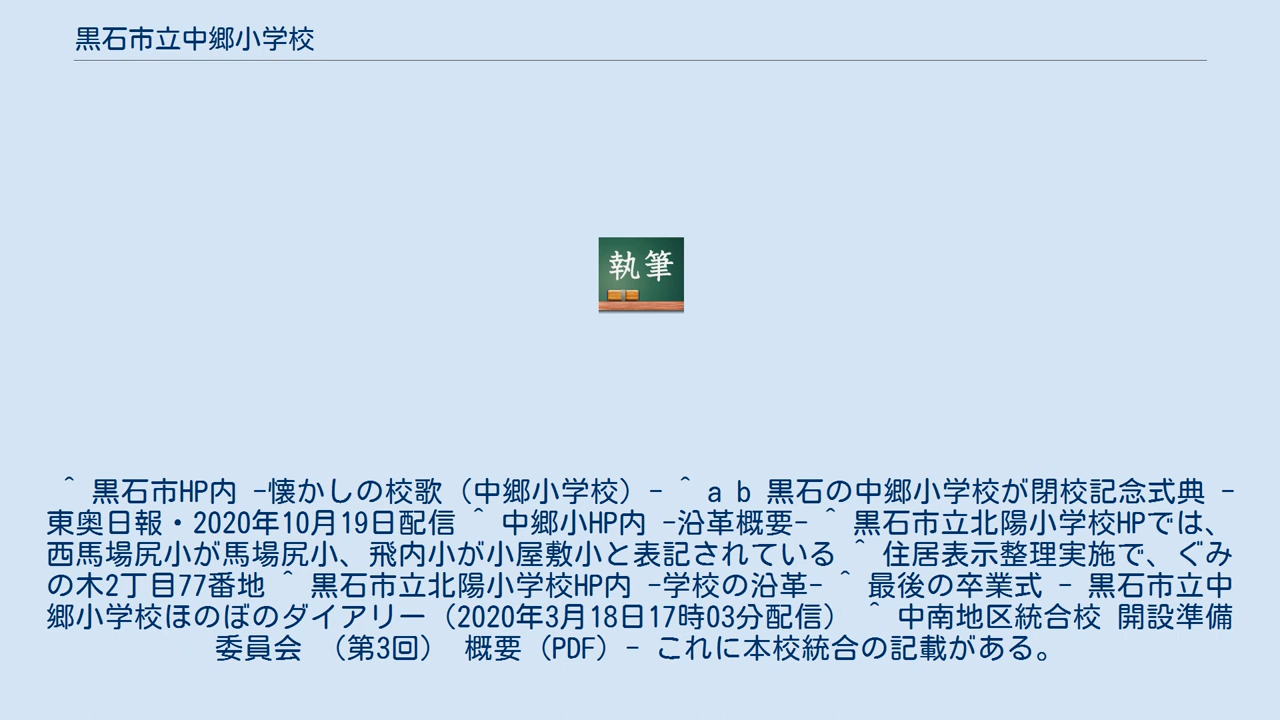 黒石市立中郷小学校
執筆
^ 黒石市HP内 -懐かしの校歌（中郷小学校）- ^ a b 黒石の中郷小学校が閉校記念式典 -
東奥日報・2020年10月19日配信 ^ 中郷小HP内 -沿革概要- ^ 黒石市立北陽小学校HPでは、
西馬場尻小が馬場尻小、飛内小が小屋敷小と表記されている ^ 住居表示整理実施で、ぐみ
の木2丁目77番地 ^ 黒石市立北陽小学校HP内 -学校の沿革- ^ 最後の卒業式 - 黒石市立中
郷小学校ほのぼのダイアリー（2020年3月18日17時03分配信） ^ 中南地区統合校 開設準備
委員会 （第3回） 概要（PDF）- これに本校統合の記載がある。